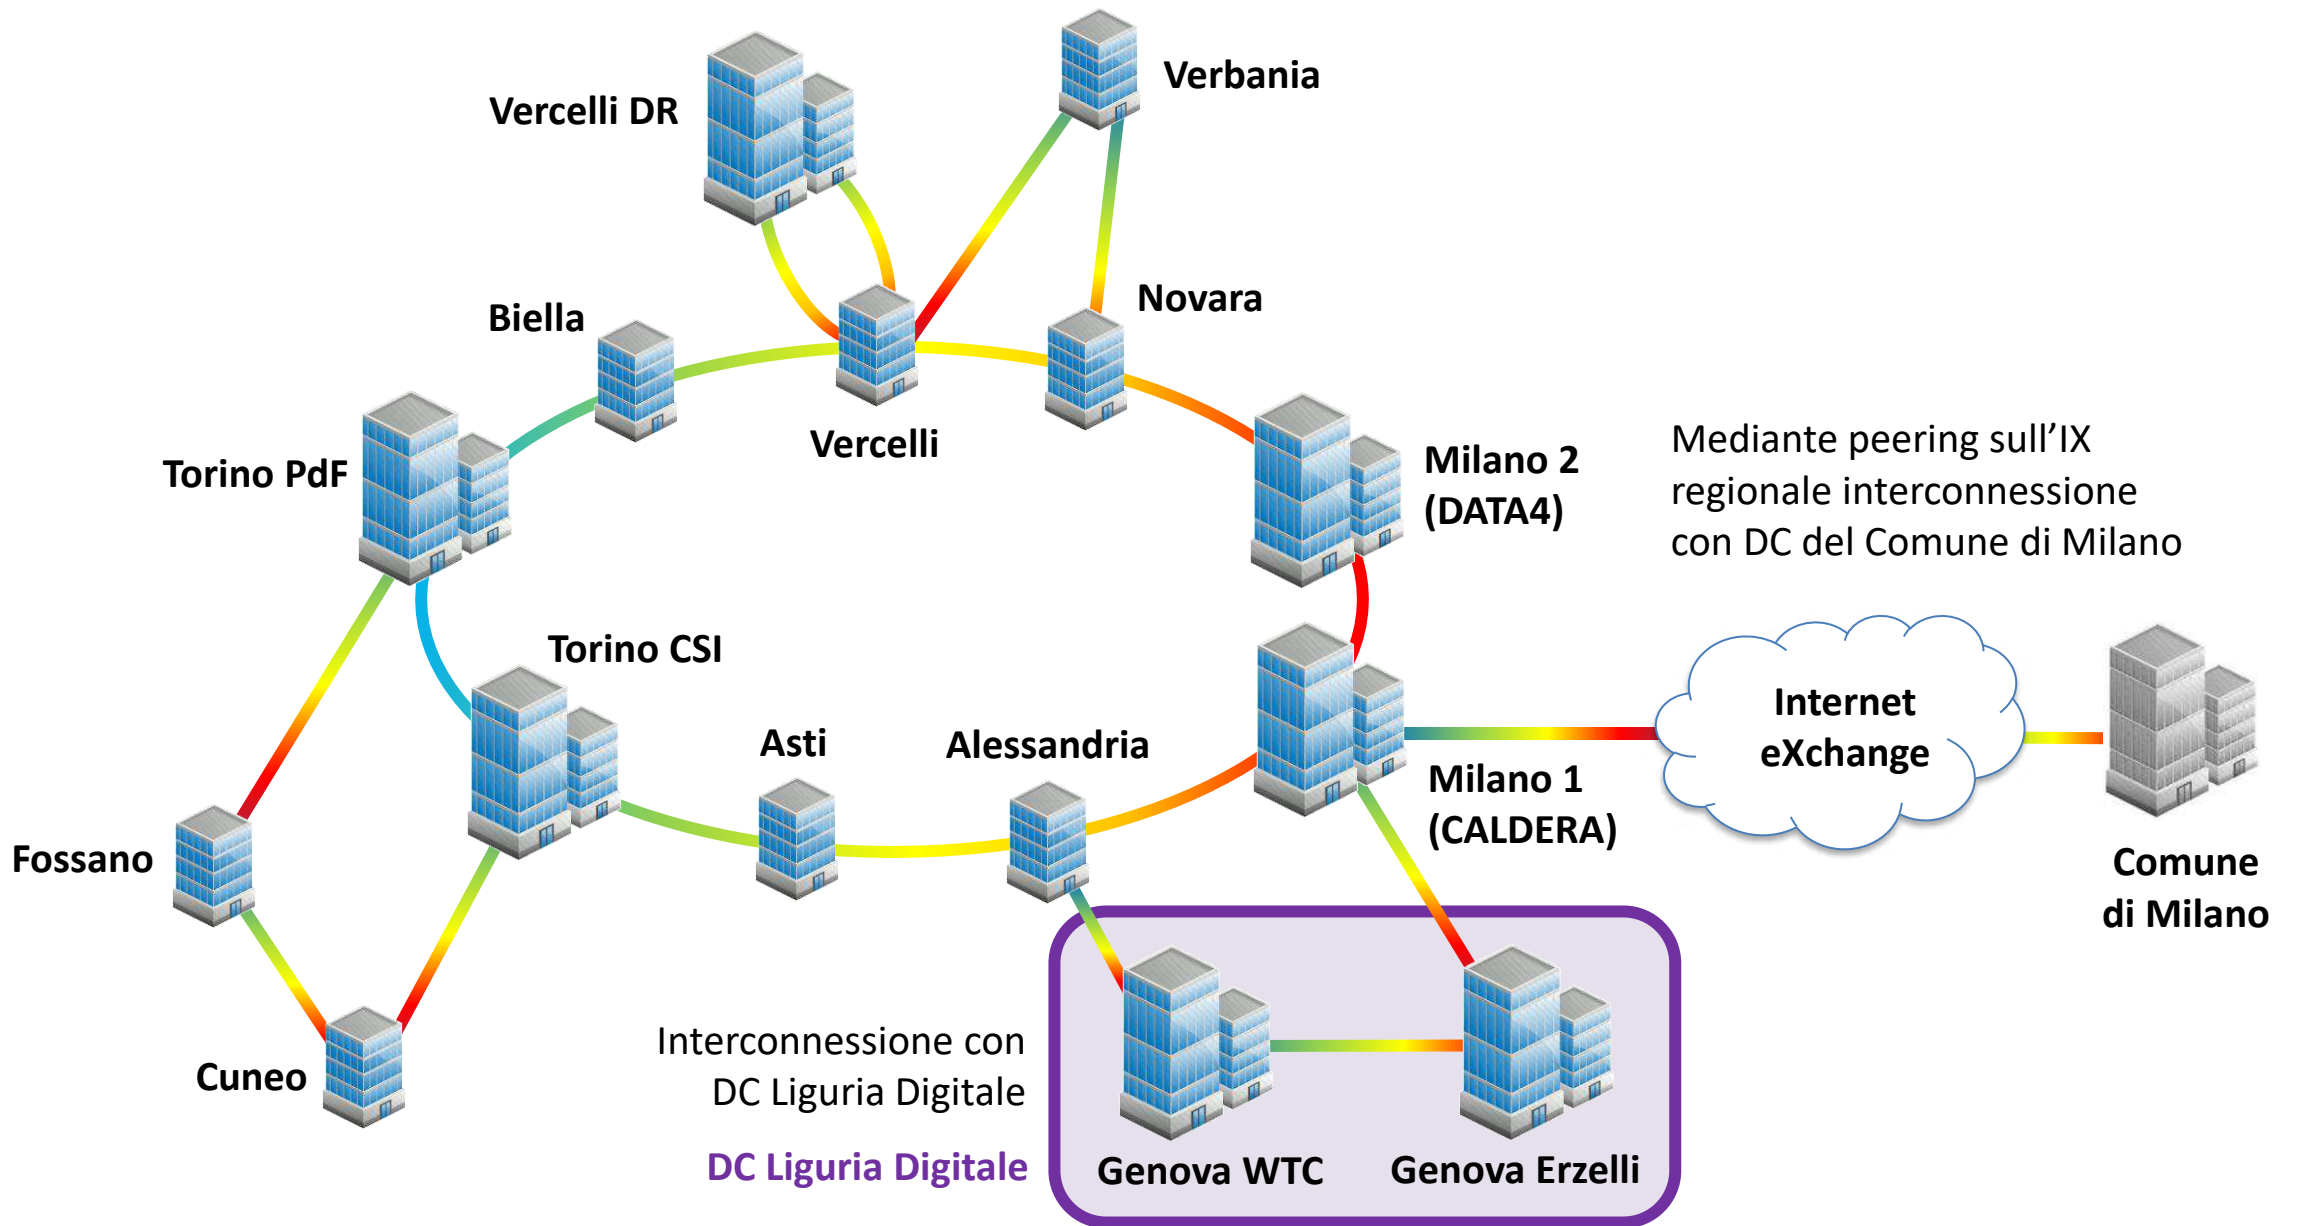 Verbania
Vercelli DR
Novara
Biella
Vercelli
Torino PdF
Milano 2
(DATA4)
Mediante peering sull’IX
regionale interconnessione
con DC del Comune di Milano
Torino CSI
Asti
Alessandria
Internet
eXchange
Milano 1
(CALDERA)
Fossano
Comune
di Milano
Cuneo
Interconnessione con
DC Liguria Digitale
DC Liguria Digitale
Genova WTC
Genova Erzelli